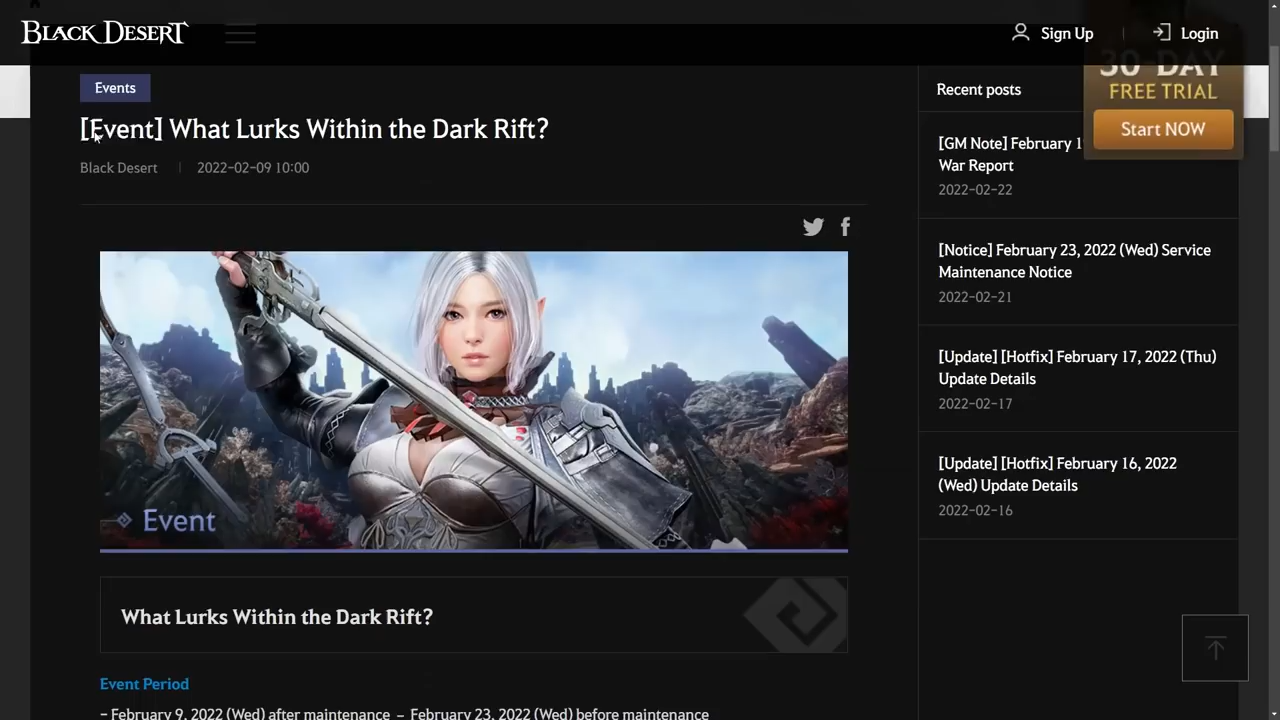 BLACK DESERT
Sign Up
Login
Events
[Event] What Lurks Within the Dark Rift?
Black Desert
2022-02-09 10:00
Event
What Lurks Within the Dark Rift?
Event Period
- February 9, 2022 (Wed) after maintenance - February 23, 2022 (Wed) before maintenance
Recent posts
30-DAY
FREE TRIAL
Start NOW
[GM Note] February
War Report
2022-02-22
[Notice] February 23, 2022 (Wed) Service
Maintenance Notice
2022-02-21
[Update] [Hotfix] February 17, 2022 (Thu)
Update Details
2022-02-17
[Update] [Hotfix] February 16, 2022
(Wed) Update Details
2022-02-16